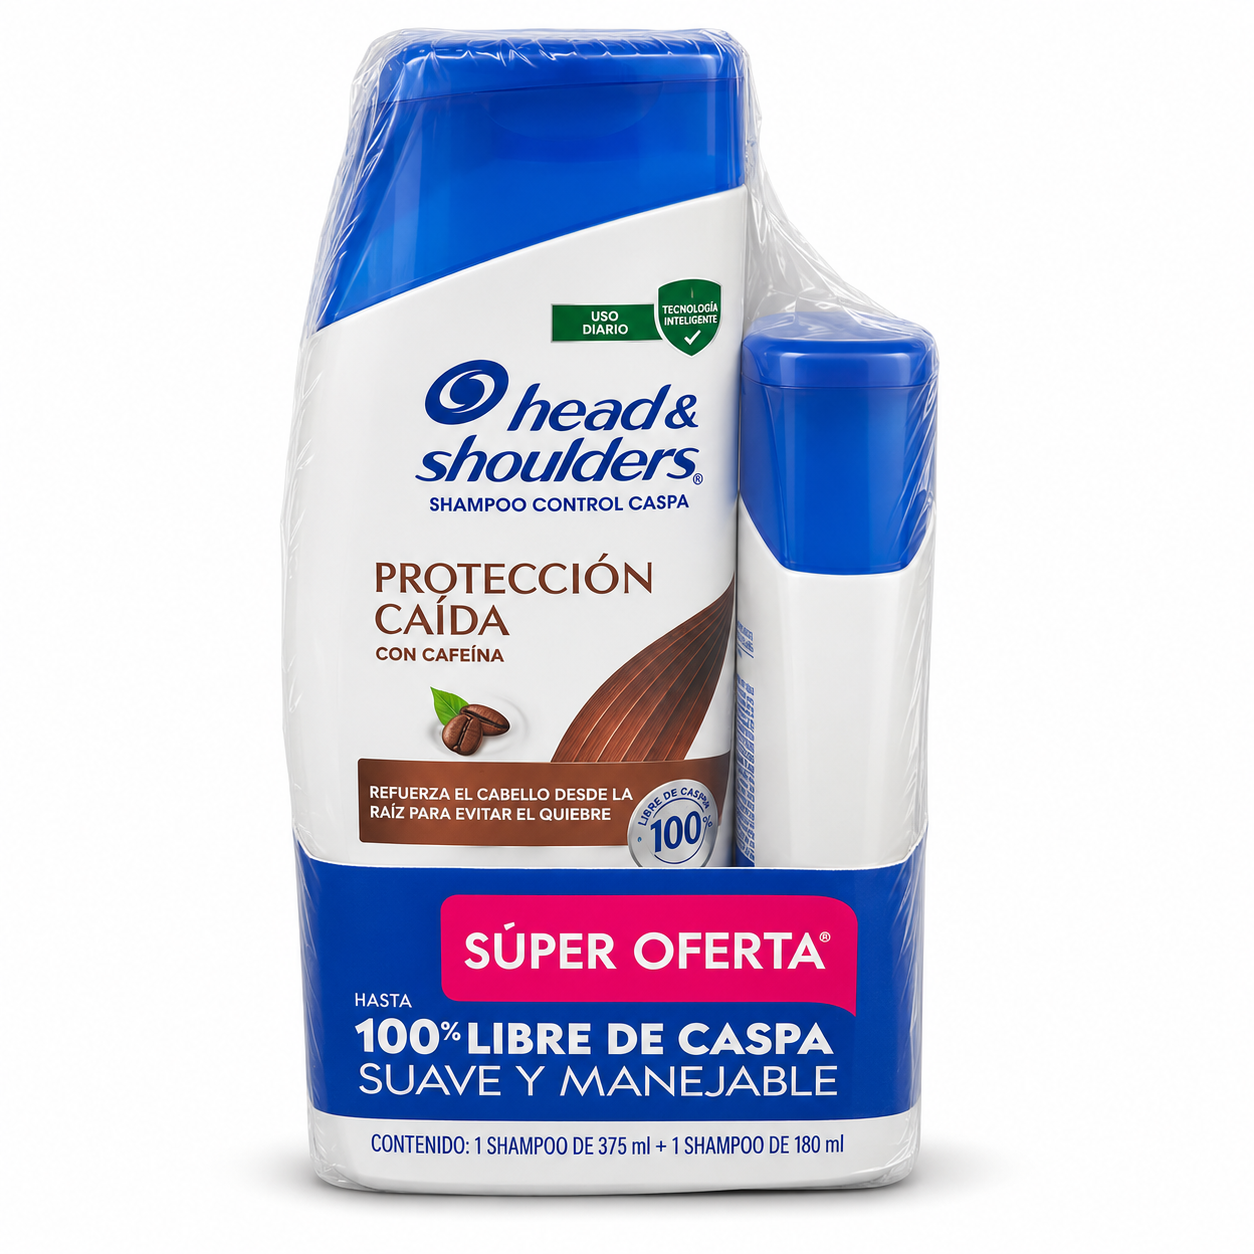 USO
DIARIO
TECNOLOGÍA
INTELIGENTE
head &
shoulders®
SHAMPOO CONTROL CASPA
PROTECCIÓN
CAÍDA
CON CAFEÍNA
REFUERZA EL CABELLO DESDE LA
RAÍZ PARA EVITAR EL QUIEBRE
LIBRE DE CASPA
100%
SÚPER OFERTA®
HASTA
100% LIBRE DE CASPA
SUAVE Y MANEJABLE
CONTENIDO: 1 SHAMPOO DE 375 ml + 1 SHAMPOO DE 180 ml